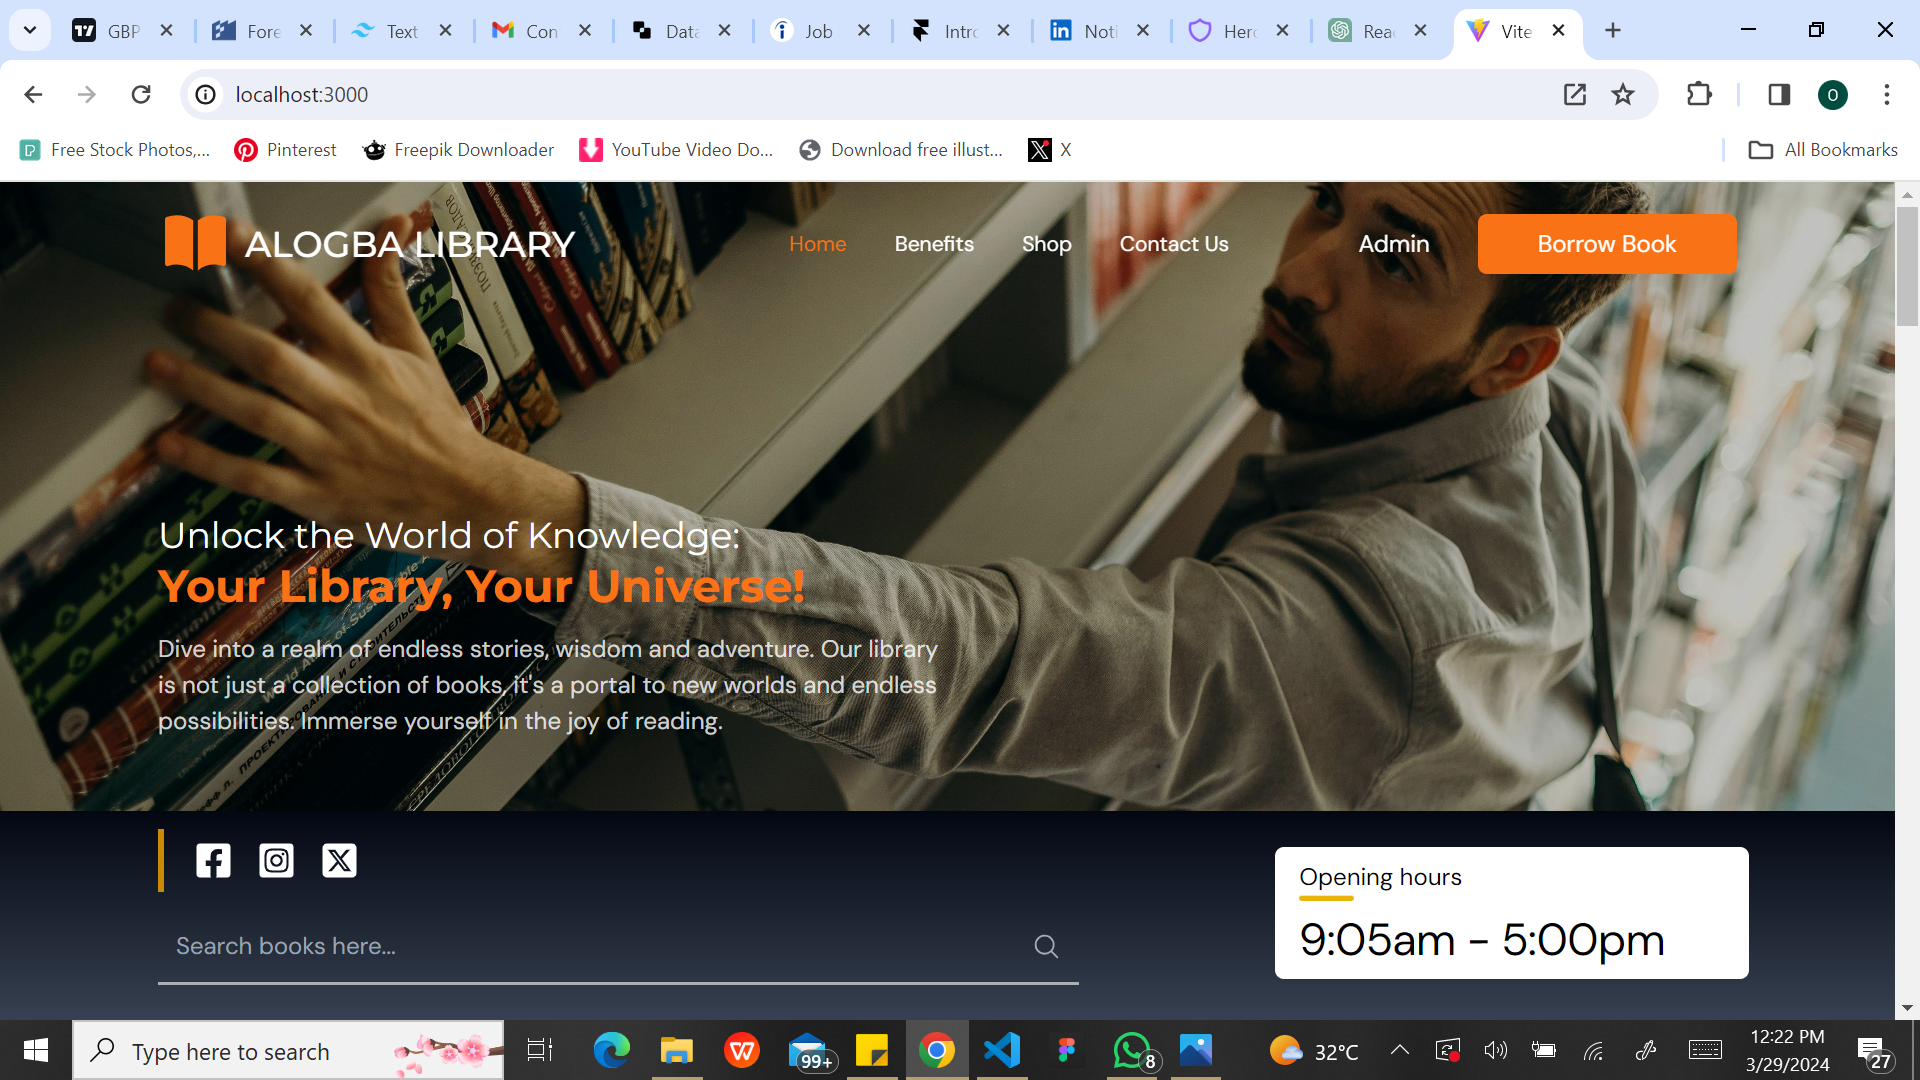 GBP
Fore
Text
Con
Data
Job
Intro
Noti
Hero
Reac
Vite
localhost:3000
O
Free Stock Photos,...
Pinterest
Freepik Downloader
YouTube Video Do...
Download free illust...
X
All Bookmarks
ALOGBA LIBRARY
Home
Benefits
Shop
Contact Us
Admin
Borrow Book
Unlock the World of Knowledge:
Your Library, Your Universe!
Dive into a realm of endless stories, wisdom and adventure. Our library
is not just a collection of books, it's a portal to new worlds and endless
possibilities. Immerse yourself in the joy of reading.
Opening hours
9:05am - 5:00pm
Search books here...
Type here to search
99+
8
32°C
12:22 PM
3/29/2024
27